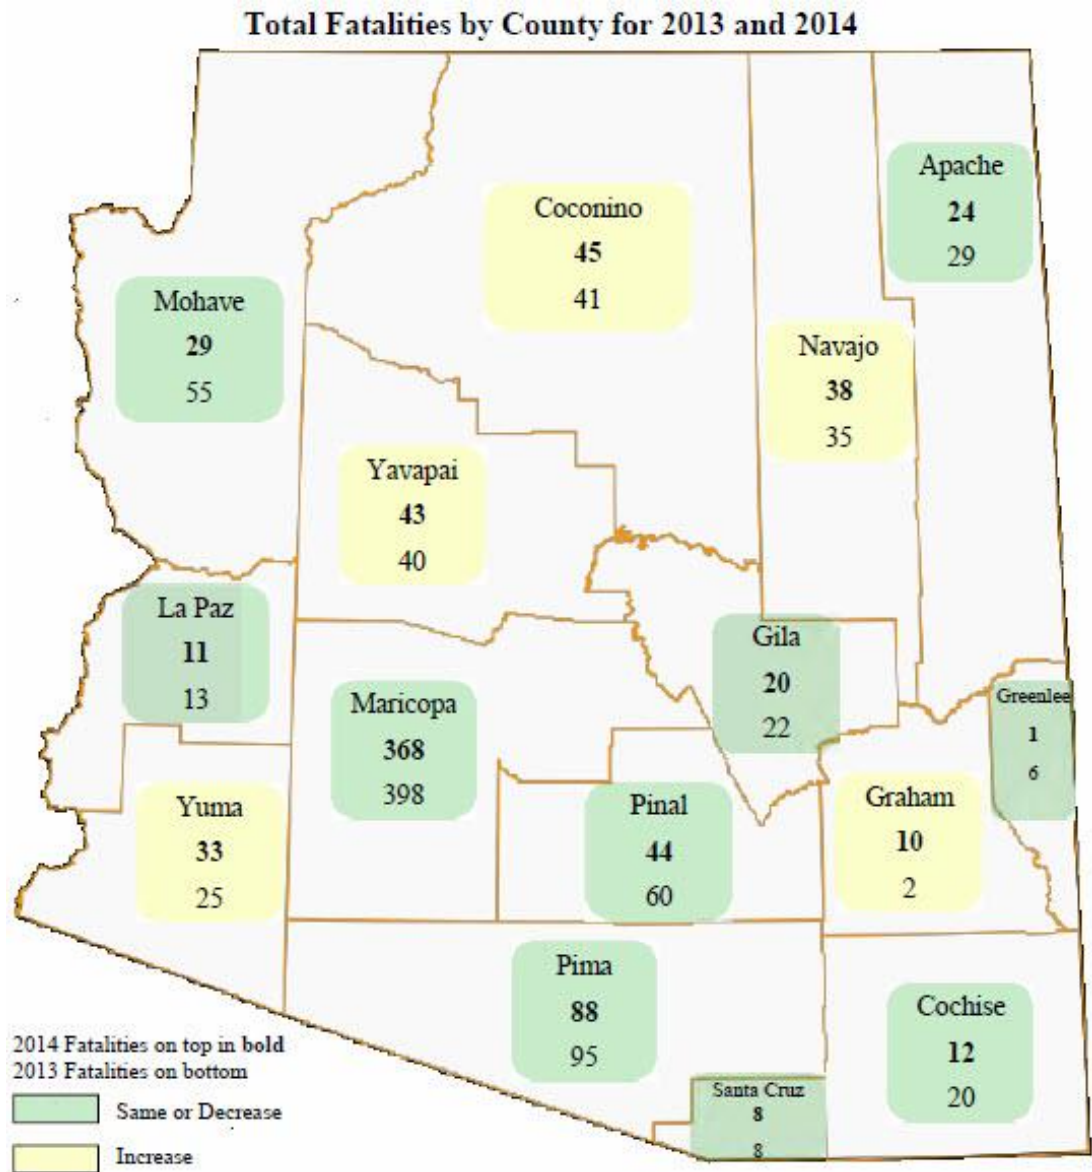 Total Fatalities by County for 2013 and 2014
Apache
24
29
Coconino
45
41
Mohave
29
55
Navajo
38
35
Yavapai
43
40
La Paz
11
13
Gila
20
22
Maricopa
368
398
Greenlee
1
6
Yuma
33
25
Pinal
44
60
Graham
10
2
Pima
88
95
Cochise
12
20
Santa Cruz
8
8
2014 Fatalities on top in bold
2013 Fatalities on bottom
Same or Decrease
Increase